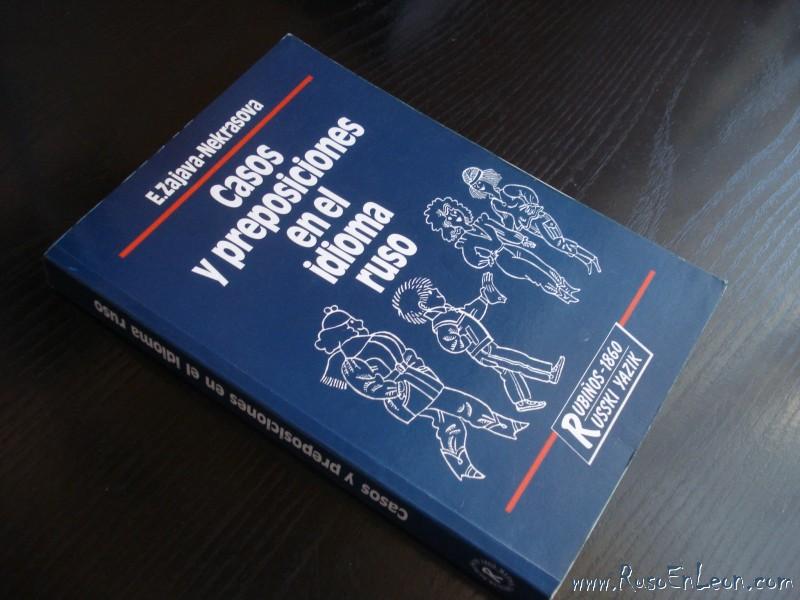 E.Zajava-Nekrasova
Casos
y preposiciones
en el
idioma
ruso
RUBIÑOS-1860
RUSSKI YAZIK
Casos y preposiciones en el idioma ruso
www.RusoEnLeon.com